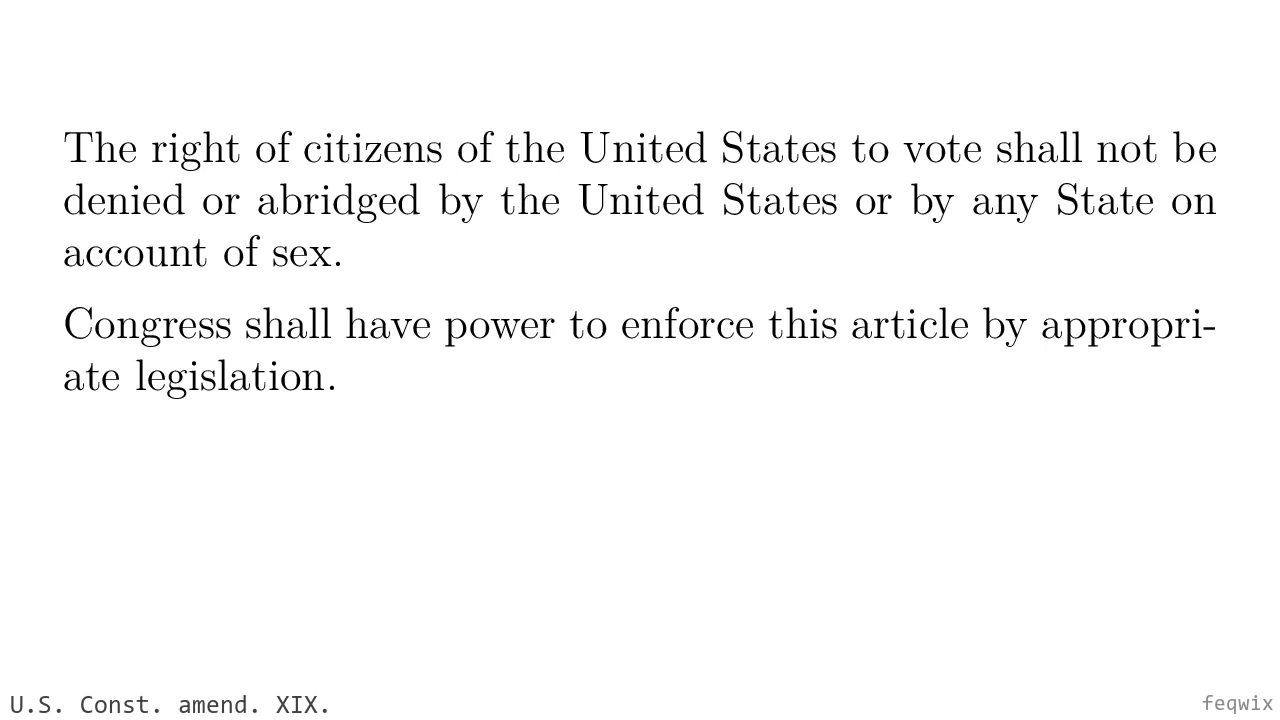 The right of citizens of the United States to vote shall not be
denied or abridged by the United States or by any State on
account of sex.
Congress shall have power to enforce this article by appropri-
ate legislation.
U.S. Const. amend. XIX.
feqwix